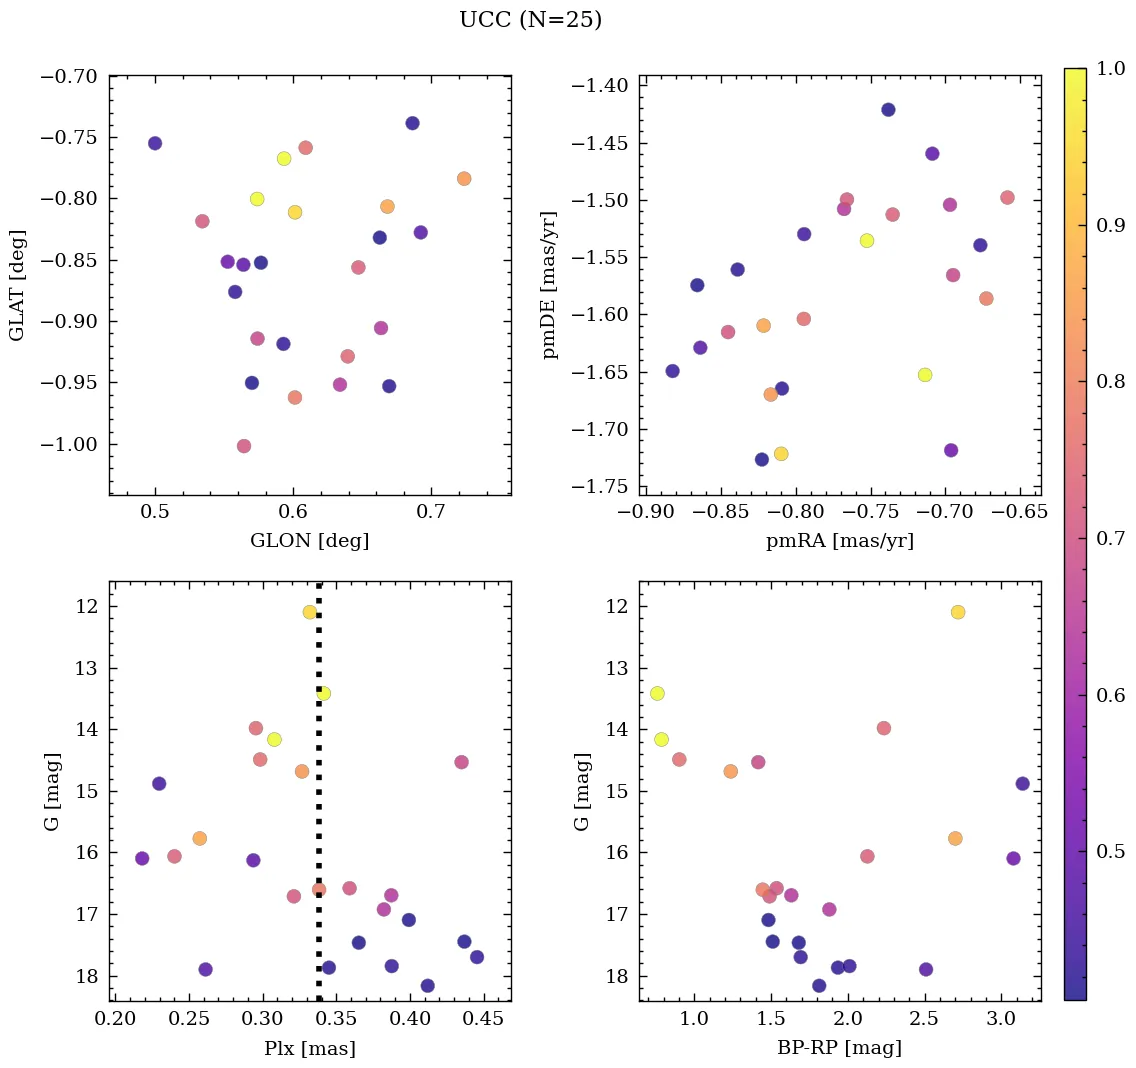 UCC (N=25)
−0.70
−0.75
−0.80
−0.85
−0.90
−0.95
−1.00
GLAT [deg]
0.5 0.6 0.7
GLON [deg]
−1.40
−1.45
−1.50
−1.55
−1.60
−1.65
−1.70
−1.75
pmDE [mas/yr]
−0.90 −0.85 −0.80 −0.75 −0.70 −0.65
pmRA [mas/yr]
12
13
14
15
16
17
18
G [mag]
0.20 0.25 0.30 0.35 0.40 0.45
Plx [mas]
12
13
14
15
16
17
18
G [mag]
1.0 1.5 2.0 2.5 3.0
BP-RP [mag]
1.0
0.9
0.8
0.7
0.6
0.5